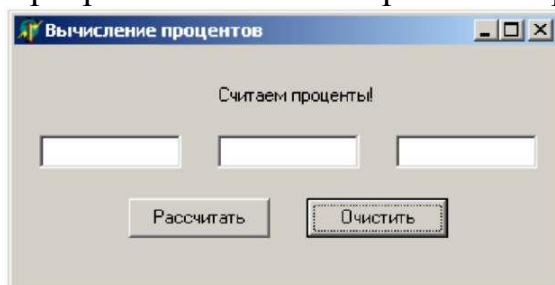 Вычисление процентов
Считаем проценты!
Рассчитать
Очистить